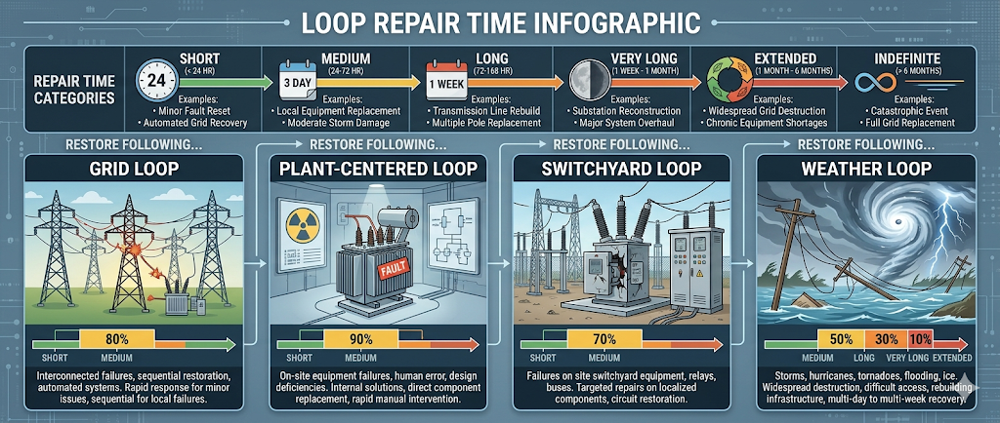 LOOP REPAIR TIME INFOGRAPHIC
REPAIR TIME
CATEGORIES
24
SHORT
(< 24 HR)
Examples:
• Minor Fault Reset
• Automated Grid Recovery
3 DAY
MEDIUM
(24-72 HR)
Examples:
• Local Equipment Replacement
• Moderate Storm Damage
1 WEEK
LONG
(72-168 HR)
Examples:
• Transmission Line Rebuild
• Multiple Pole Replacement
VERY LONG
(1 WEEK - 1 MONTH)
Examples:
• Substation Reconstruction
• Major System Overhaul
EXTENDED
(1 MONTH - 6 MONTHS)
Examples:
• Widespread Grid Destruction
• Chronic Equipment Shortages
INDEFINITE
(> 6 MONTHS)
Examples:
• Catastrophic Event
• Full Grid Replacement
RESTORE FOLLOWING...
GRID LOOP
80%
SHORT
MEDIUM
Interconnected failures, sequential restoration,
automated systems. Rapid response for minor
issues, sequential for local failures.
RESTORE FOLLOWING...
PLANT-CENTERED LOOP
FAULT
90%
SHORT
MEDIUM
On-site equipment failures, human error, design
deficiencies. Internal solutions, direct component
replacement, rapid manual intervention.
RESTORE FOLLOWING...
SWITCHYARD LOOP
70%
SHORT
MEDIUM
Failures on site switchyard equipment, relays,
buses. Targeted repairs on localized
components, circuit restoration.
RESTORE FOLLOWING...
WEATHER LOOP
50%
30%
10%
MEDIUM
LONG
VERY LONG
EXTENDED
Storms, hurricanes, tornadoes, flooding, ice.
Widespread destruction, difficult access, rebuilding
infrastructure, multi-day to multi-week recovery.